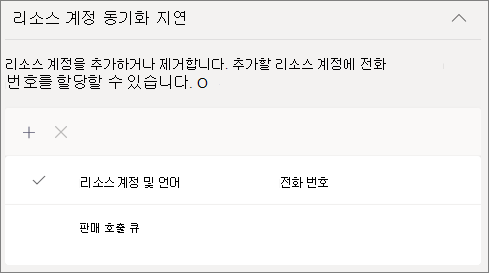 리소스 계정 동기화 지연
리소스 계정을 추가하거나 제거합니다. 추가할 리소스 계정에 전화
번호를 할당할 수 있습니다. O
리소스 계정 및 언어 전화 번호
판매 호출 큐